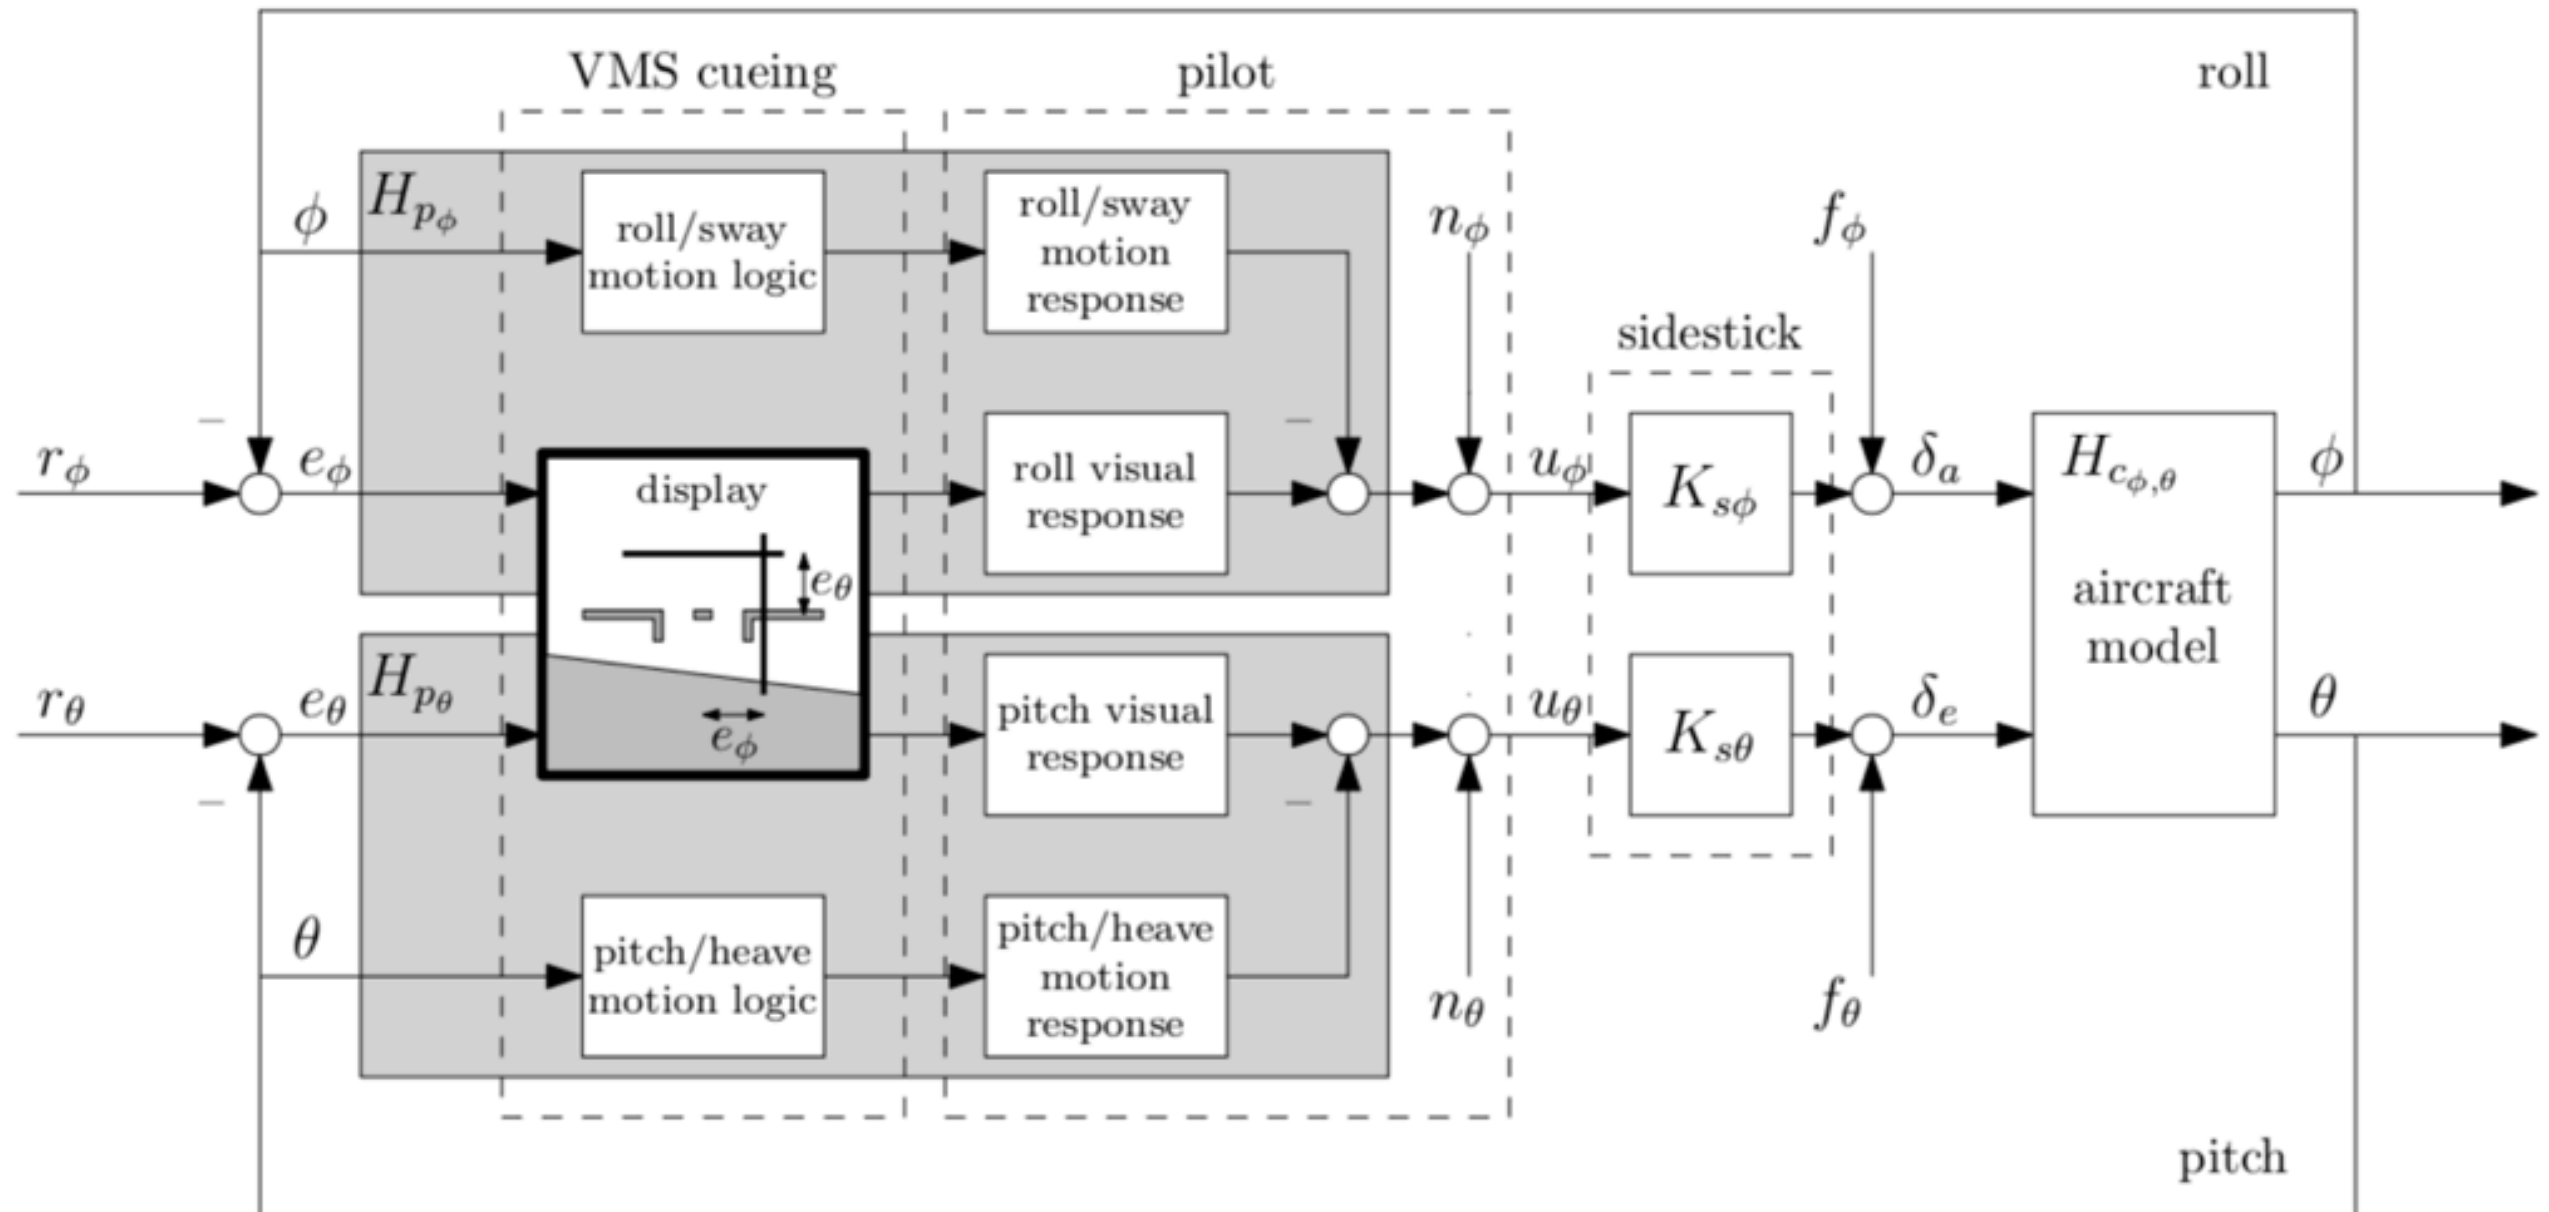 VMS cueing
pilot
roll
ϕ
H_{p_ϕ}
roll/sway
motion logic
roll/sway
motion
response
n_ϕ
f_ϕ
sidestick
−
−
r_ϕ
e_ϕ
display
roll visual
response
u_ϕ
K_{sϕ}
δ_a
H_{c_{ϕ,θ}}
ϕ
e_θ
aircraft
model
r_θ
e_θ
H_{p_θ}
e_ϕ
pitch visual
response
u_θ
K_{sθ}
δ_e
θ
−
−
θ
pitch/heave
motion logic
pitch/heave
motion
response
n_θ
f_θ
pitch